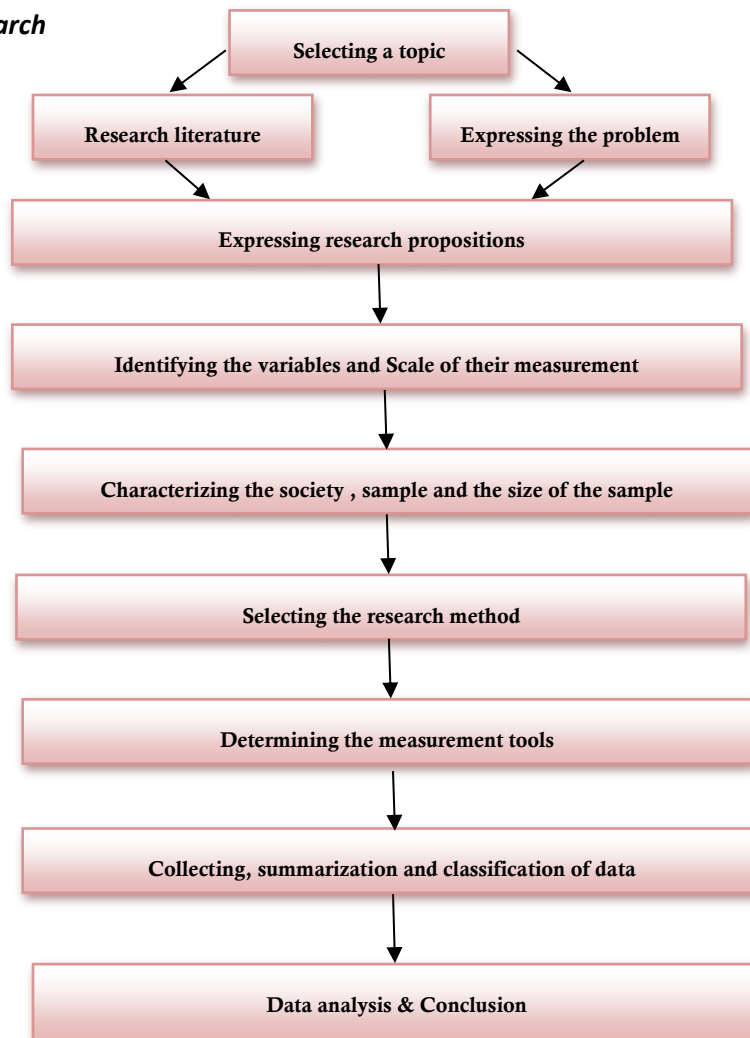 arch
Selecting a topic
Research literature
Expressing the problem
Expressing research propositions
Identifying the variables and Scale of their measurement
Characterizing the society , sample and the size of the sample
Selecting the research method
Determining the measurement tools
Collecting, summarization and classification of data
Data analysis & Conclusion